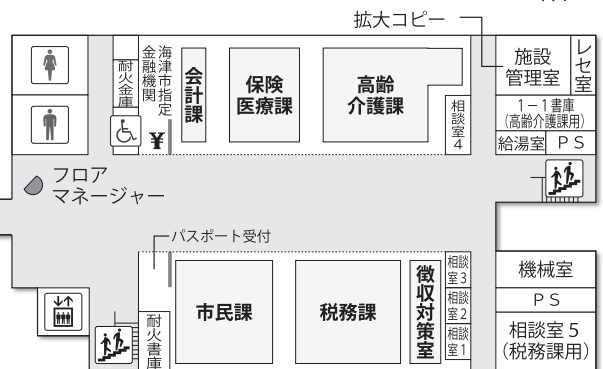 拡大コピー
耐火金庫
海津市指定
金融機関
¥
会計課
保険
医療課
高齢
介護課
相談室4
施設
管理室
レセ室
1－1書庫
（高齢介護課用）
給湯室
PS
フロア
マネージャー
パスポート受付
耐火書庫
市民課
税務課
徴収対策室
相談
室3
相談
室2
相談
室1
機械室
PS
相談室5
（税務課用）